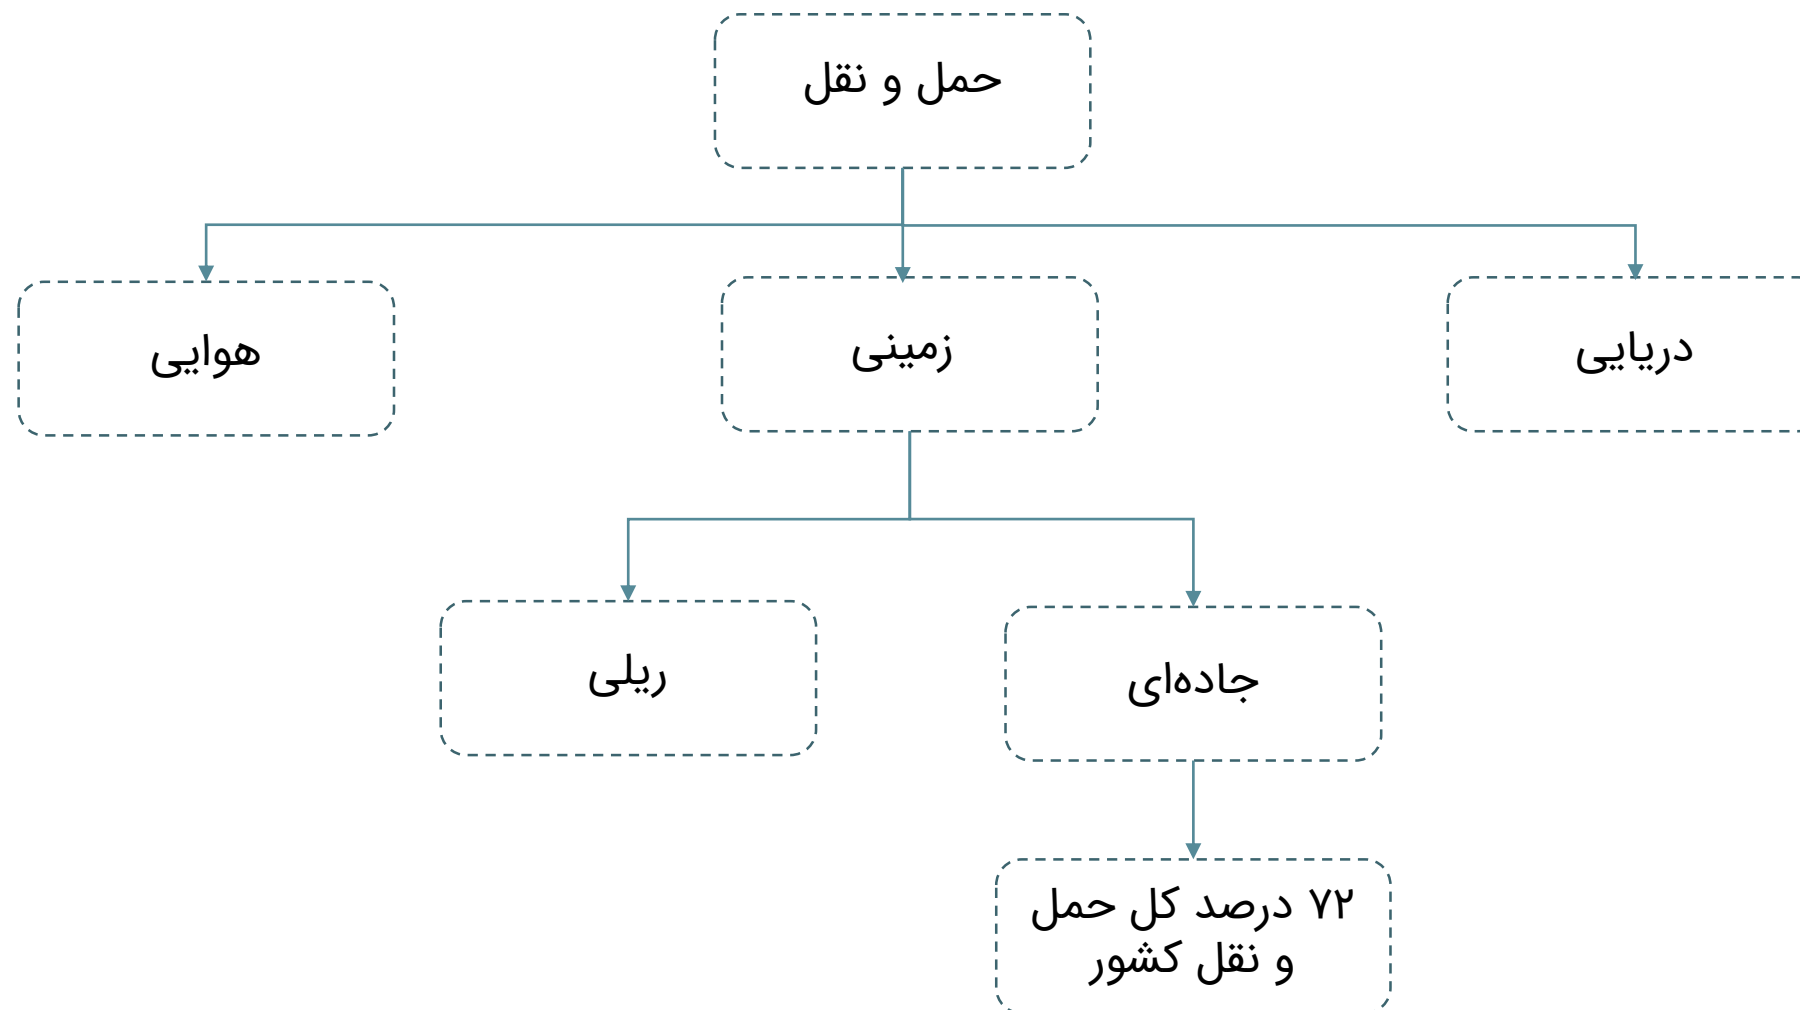 حمل و نقل
دریایی
زمینی
هوایی
جاده‌ای
ریلی
۷۲ درصد کل حمل
و نقل کشور